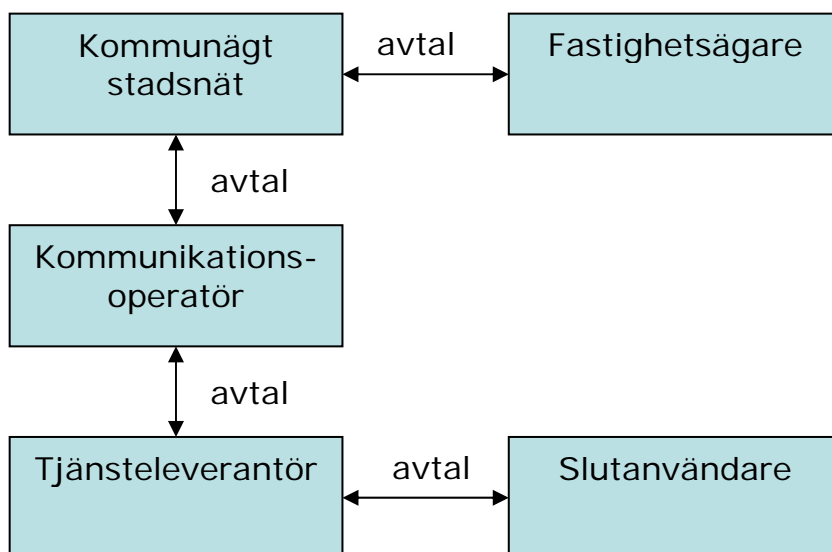 Kommunägt
stadsnät
avtal
Fastighetsägare
avtal
Kommunikations-
operatör
avtal
Tjänsteleverantör
avtal
Slutanvändare